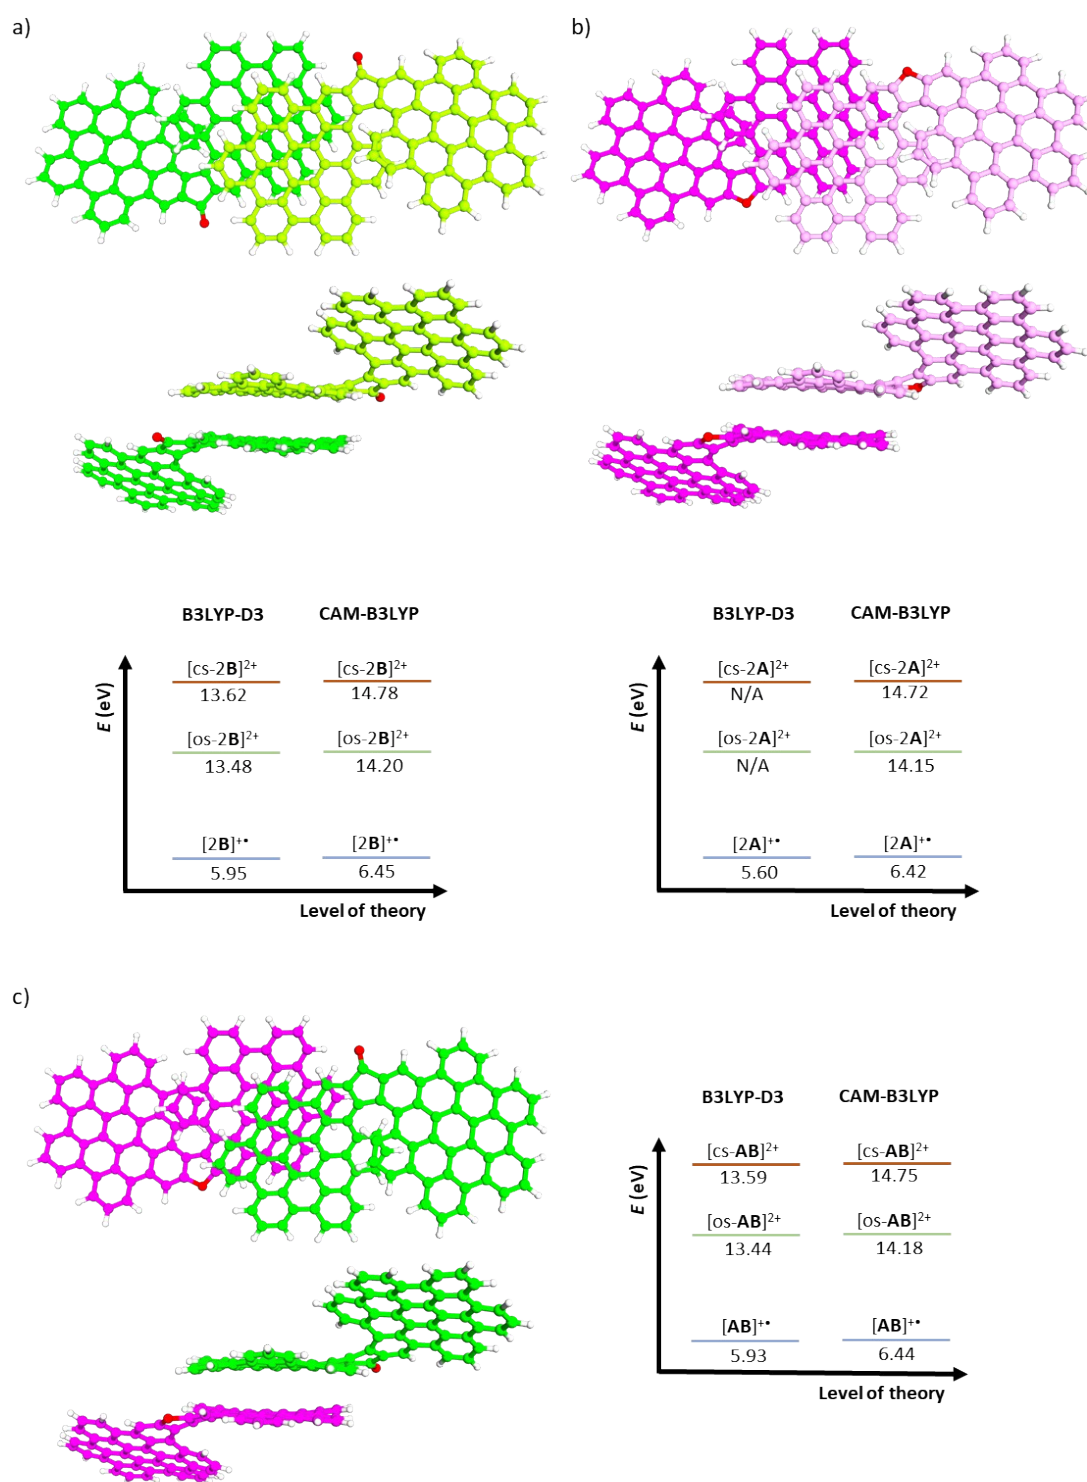 a)
b)
B3LYP-D3 CAM-B3LYP
[cs-2B]²⁺ [cs-2B]²⁺
13.62 14.78
[os-2B]²⁺ [os-2B]²⁺
13.48 14.20
[2B]⁺• [2B]⁺•
5.95 6.45
E (eV)
Level of theory
B3LYP-D3 CAM-B3LYP
[cs-2A]²⁺ [cs-2A]²⁺
N/A 14.72
[os-2A]²⁺ [os-2A]²⁺
N/A 14.15
[2A]⁺• [2A]⁺•
5.60 6.42
E (eV)
Level of theory
c)
B3LYP-D3 CAM-B3LYP
[cs-AB]²⁺ [cs-AB]²⁺
13.59 14.75
[os-AB]²⁺ [os-AB]²⁺
13.44 14.18
[AB]⁺• [AB]⁺•
5.93 6.44
E (eV)
Level of theory